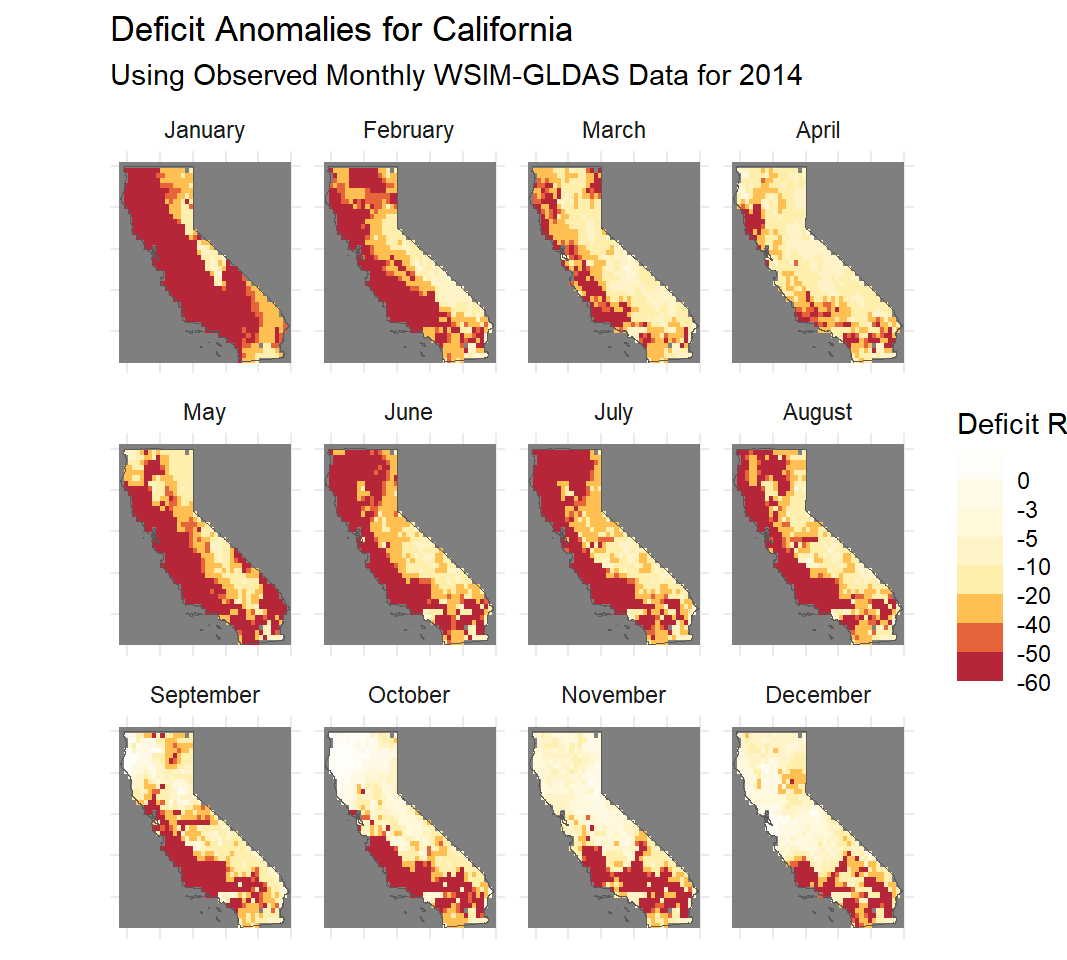 Deficit Anomalies for California
Using Observed Monthly WSIM-GLDAS Data for 2014
January
February
March
April
May
June
July
August
September
October
November
December
Deficit R
0
-3
-5
-10
-20
-40
-50
-60